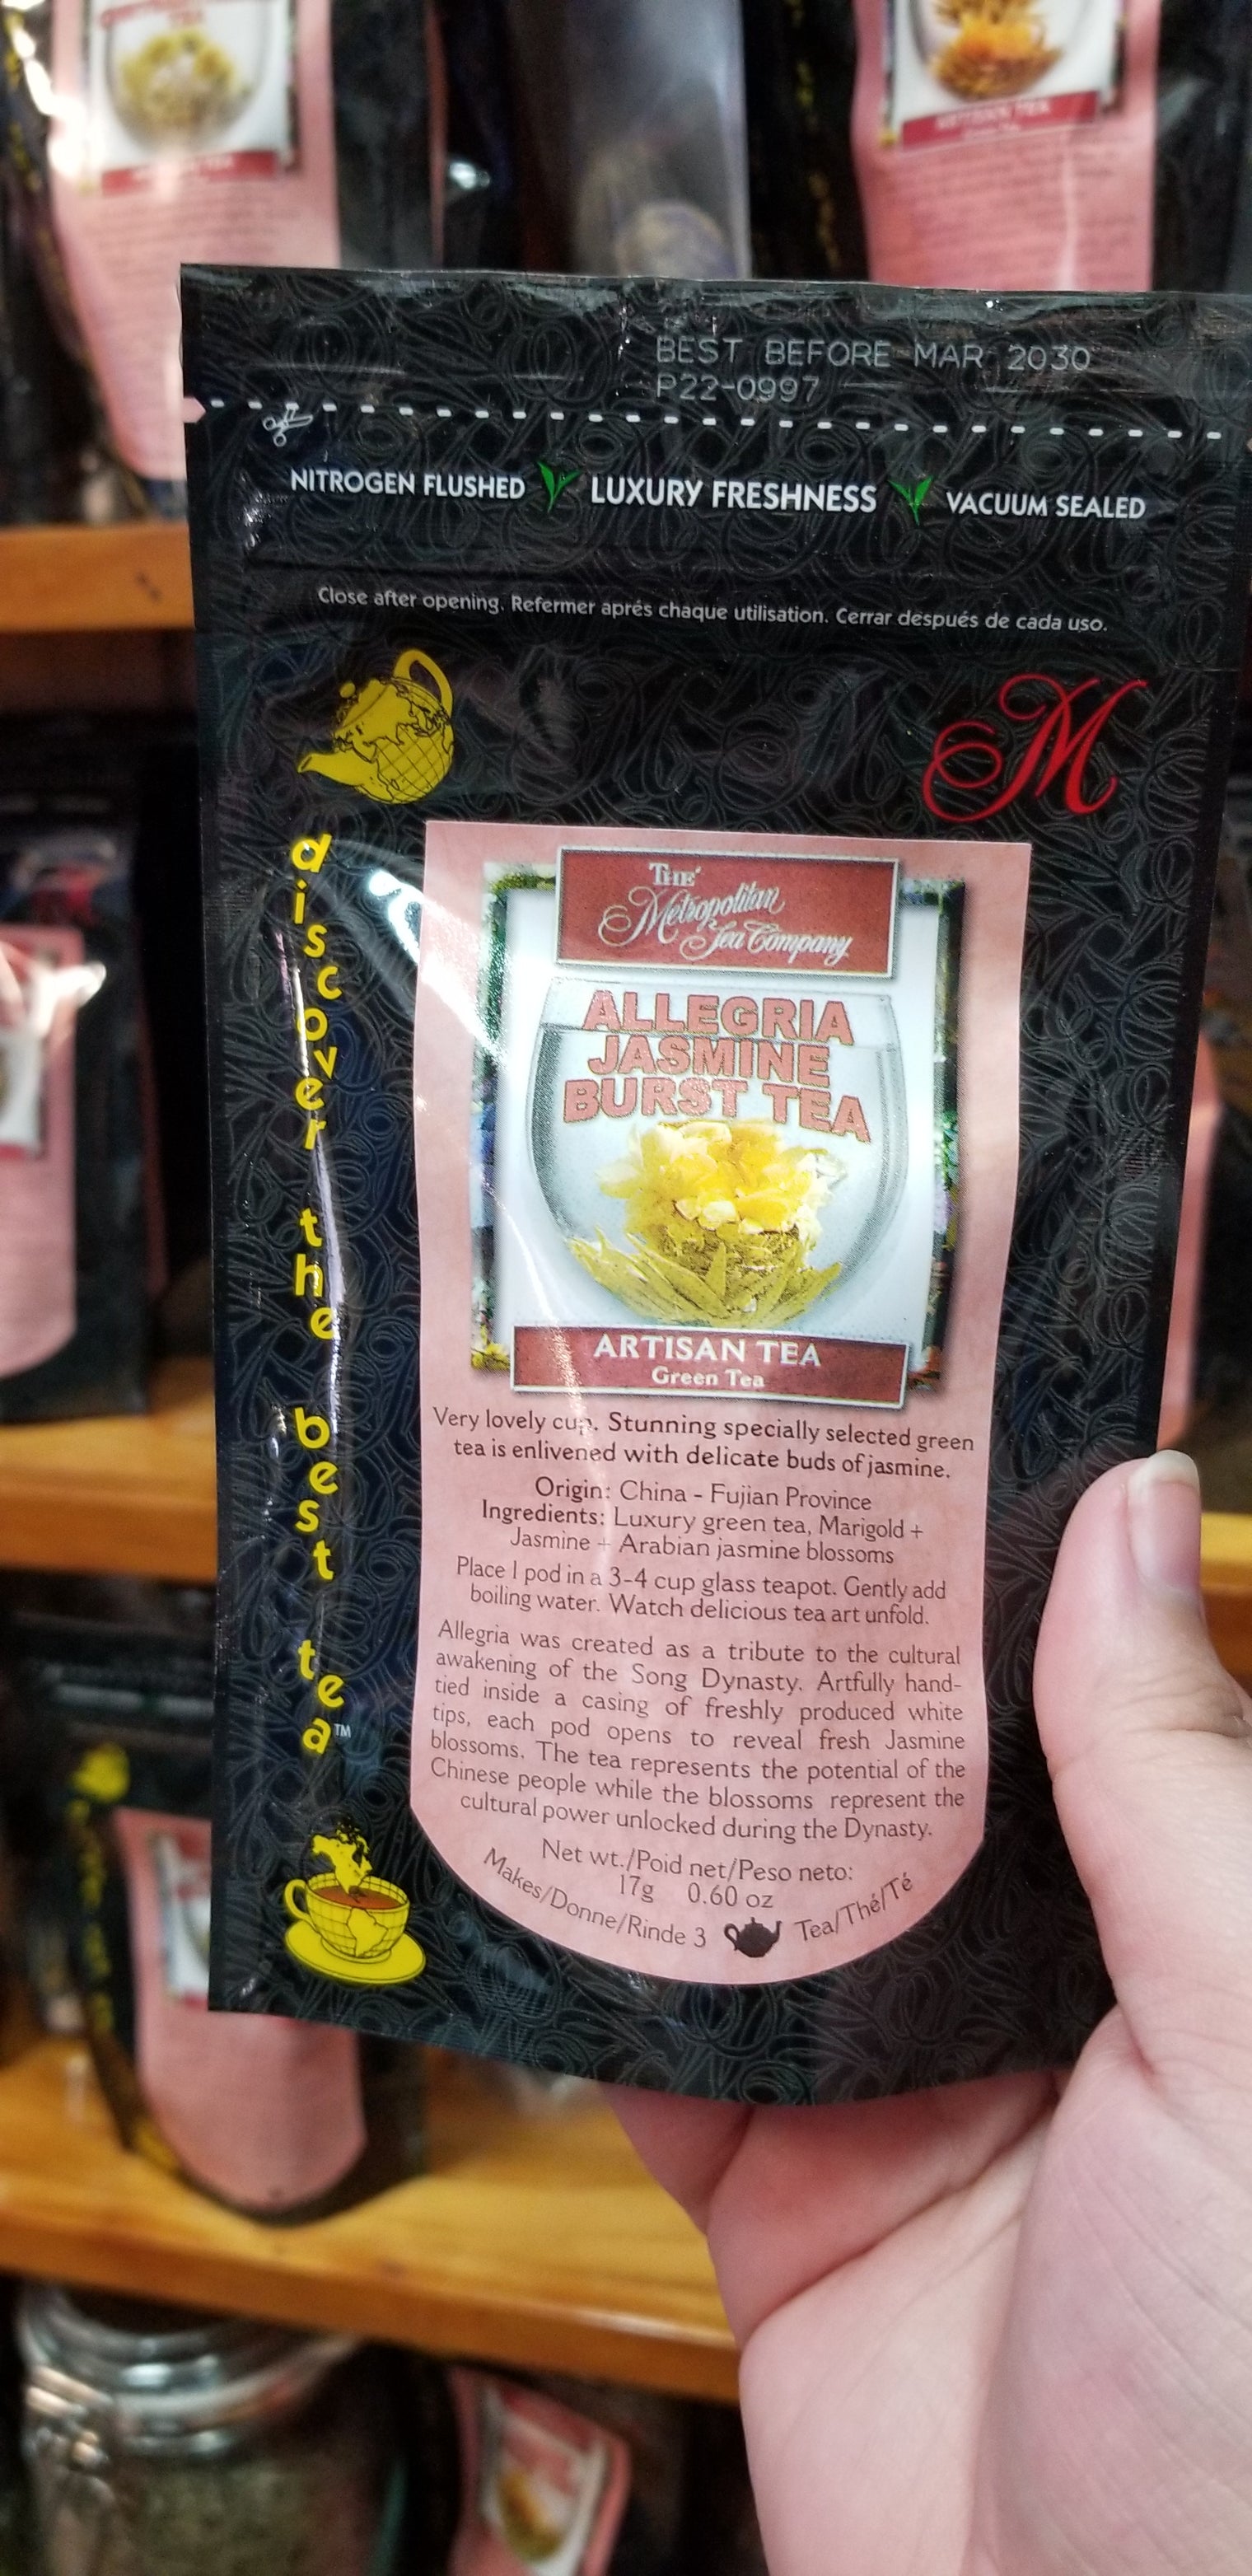 BEST BEFORE MAR 2030
P22-0997
NITROGEN FLUSHED LUXURY FRESHNESS VACUUM SEALED
Close after opening. Refermer aprés chaque utilisation. Cerrar después de cada uso.
M
discover the best tea™
THE
Metropolitan
Tea Company
ALLEGRIA
JASMINE
BURST TEA
ARTISAN TEA
Green Tea
Very lovely cup. Stunning specially selected green
tea is enlivened with delicate buds of jasmine.
Origin: China - Fujian Province
Ingredients: Luxury green tea, Marigold +
Jasmine + Arabian jasmine blossoms
Place 1 pod in a 3-4 cup glass teapot. Gently add
boiling water. Watch delicious tea art unfold.
Allegria was created as a tribute to the cultural
awakening of the Song Dynasty. Artfully hand-
tied inside a casing of freshly produced white
tips, each pod opens to reveal fresh Jasmine
blossoms. The tea represents the potential of the
Chinese people while the blossoms represent the
cultural power unlocked during the Dynasty.
Net wt./Poid net/Peso neto:
17g 0.60 oz
Makes/Donne/Rinde 3 Tea/Thé/Té